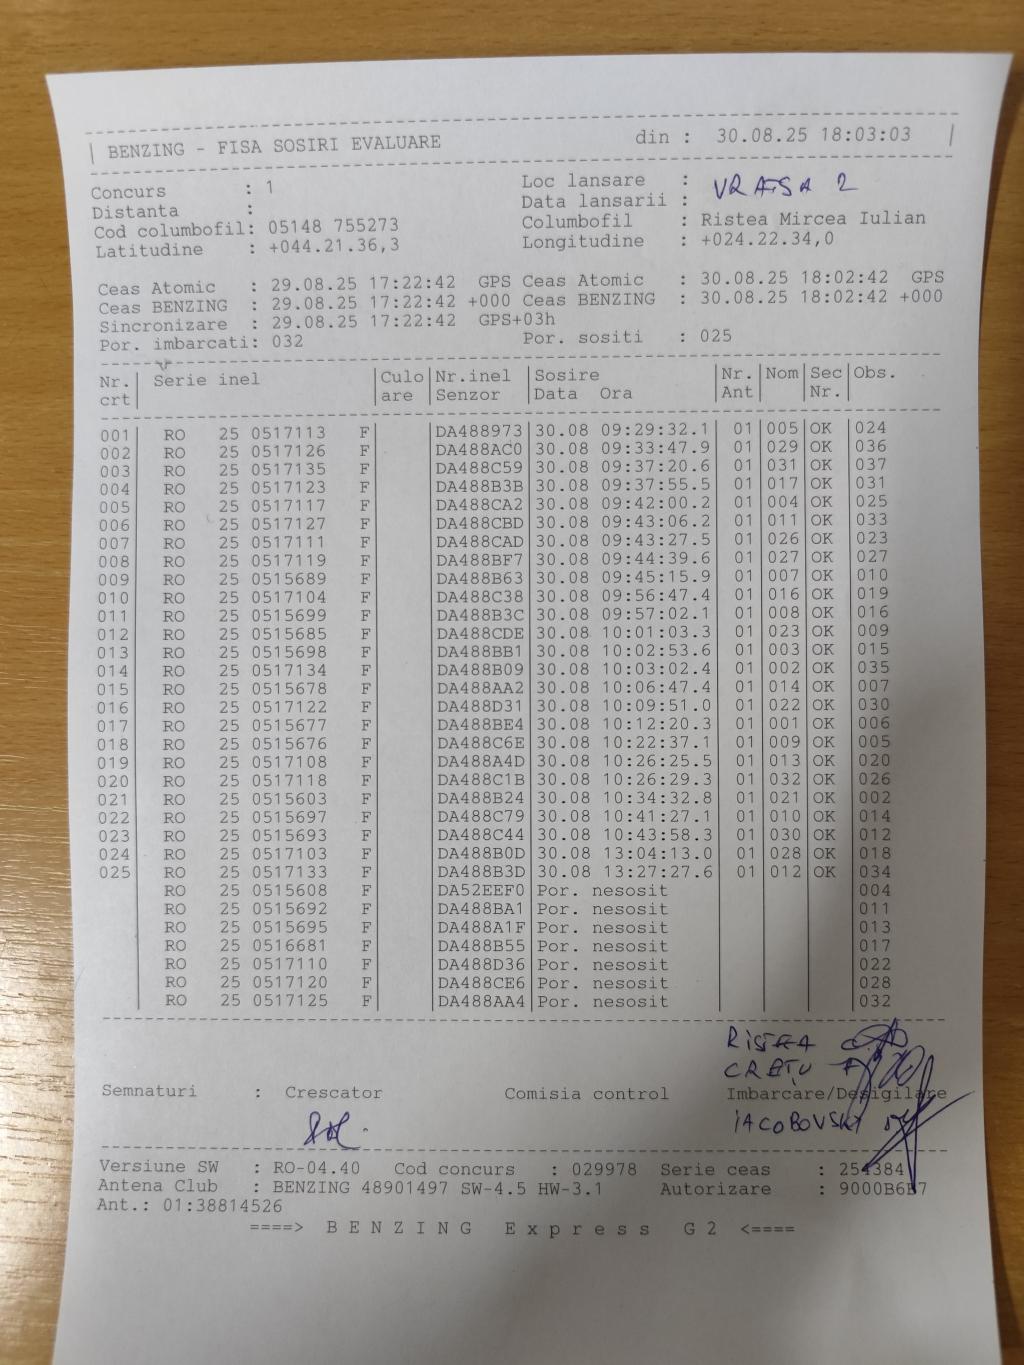 BENZING - FISA SOSIRI EVALUARE din : 30.08.25 18:03:03
Concurs : 1 Loc lansare : VRATSA 2
Distanta : Data lansarii :
Cod columbofil: 05148 755273 Columbofil : Ristea Mircea Iulian
Latitudine : +044.21.36,3 Longitudine : +024.22.34,0
Ceas Atomic : 29.08.25 17:22:42 GPS Ceas Atomic : 30.08.25 18:02:42 GPS
Ceas BENZING : 29.08.25 17:22:42 +000 Ceas BENZING : 30.08.25 18:02:42 +000
Sincronizare : 29.08.25 17:22:42 GPS+03h
Por. imbarcati: 032 Por. sositi : 025
Nr. Serie inel Culo Nr.inel Sosire Nr. Nom Sec Obs.
crt are Senzor Data Ora Ant Nr.
001 RO 25 0517113 F DA488973 30.08 09:29:32.1 01 005 OK 024
002 RO 25 0517126 F DA488AC0 30.08 09:33:47.9 01 029 OK 036
003 RO 25 0517135 F DA488C59 30.08 09:37:20.6 01 031 OK 037
004 RO 25 0517123 F DA488B3B 30.08 09:37:55.5 01 017 OK 031
005 RO 25 0517117 F DA488CA2 30.08 09:42:00.2 01 004 OK 025
006 RO 25 0517127 F DA488CBD 30.08 09:43:06.2 01 011 OK 033
007 RO 25 0517111 F DA488CAD 30.08 09:43:27.5 01 026 OK 023
008 RO 25 0517119 F DA488BF7 30.08 09:44:39.6 01 027 OK 027
009 RO 25 0515689 F DA488B63 30.08 09:45:15.9 01 007 OK 010
010 RO 25 0517104 F DA488C38 30.08 09:56:47.4 01 016 OK 019
011 RO 25 0515699 F DA488B3C 30.08 09:57:02.1 01 008 OK 016
012 RO 25 0515685 F DA488CDE 30.08 10:01:03.3 01 023 OK 009
013 RO 25 0515698 F DA488BB1 30.08 10:02:53.6 01 003 OK 015
014 RO 25 0517134 F DA488B09 30.08 10:03:02.4 01 002 OK 035
015 RO 25 0515678 F DA488AA2 30.08 10:06:47.4 01 014 OK 007
016 RO 25 0517122 F DA488D31 30.08 10:09:51.0 01 022 OK 030
017 RO 25 0515677 F DA488BE4 30.08 10:12:20.3 01 001 OK 006
018 RO 25 0515676 F DA488C6E 30.08 10:22:37.1 01 009 OK 005
019 RO 25 0517108 F DA488A4D 30.08 10:26:25.5 01 013 OK 020
020 RO 25 0517118 F DA488C1B 30.08 10:26:29.3 01 032 OK 026
021 RO 25 0515603 F DA488B24 30.08 10:34:32.8 01 021 OK 002
022 RO 25 0515697 F DA488C79 30.08 10:41:27.1 01 010 OK 014
023 RO 25 0515693 F DA488C44 30.08 10:43:58.3 01 030 OK 012
024 RO 25 0517103 F DA488B0D 30.08 13:04:13.0 01 028 OK 018
025 RO 25 0517133 F DA488B3D 30.08 13:27:27.6 01 012 OK 034
RO 25 0515608 F DA52EEF0 Por. nesosit 004
RO 25 0515692 F DA488BA1 Por. nesosit 011
RO 25 0515695 F DA488A1F Por. nesosit 013
RO 25 0516681 F DA488B55 Por. nesosit 017
RO 25 0517110 F DA488D36 Por. nesosit 022
RO 25 0517120 F DA488CE6 Por. nesosit 028
RO 25 0517125 F DA488AA4 Por. nesosit 032
RISTEA
CREȚU
Semnaturi : Crescator Comisia control Imbarcare/Desigilare
IACOBOVSKY
Versiune SW : RO-04.40 Cod concurs : 029978 Serie ceas : 254384
Antena Club : BENZING 48901497 SW-4.5 HW-3.1 Autorizare : 9000B6B7
Ant.: 01:38814526
====> BENZING Express G2 <====